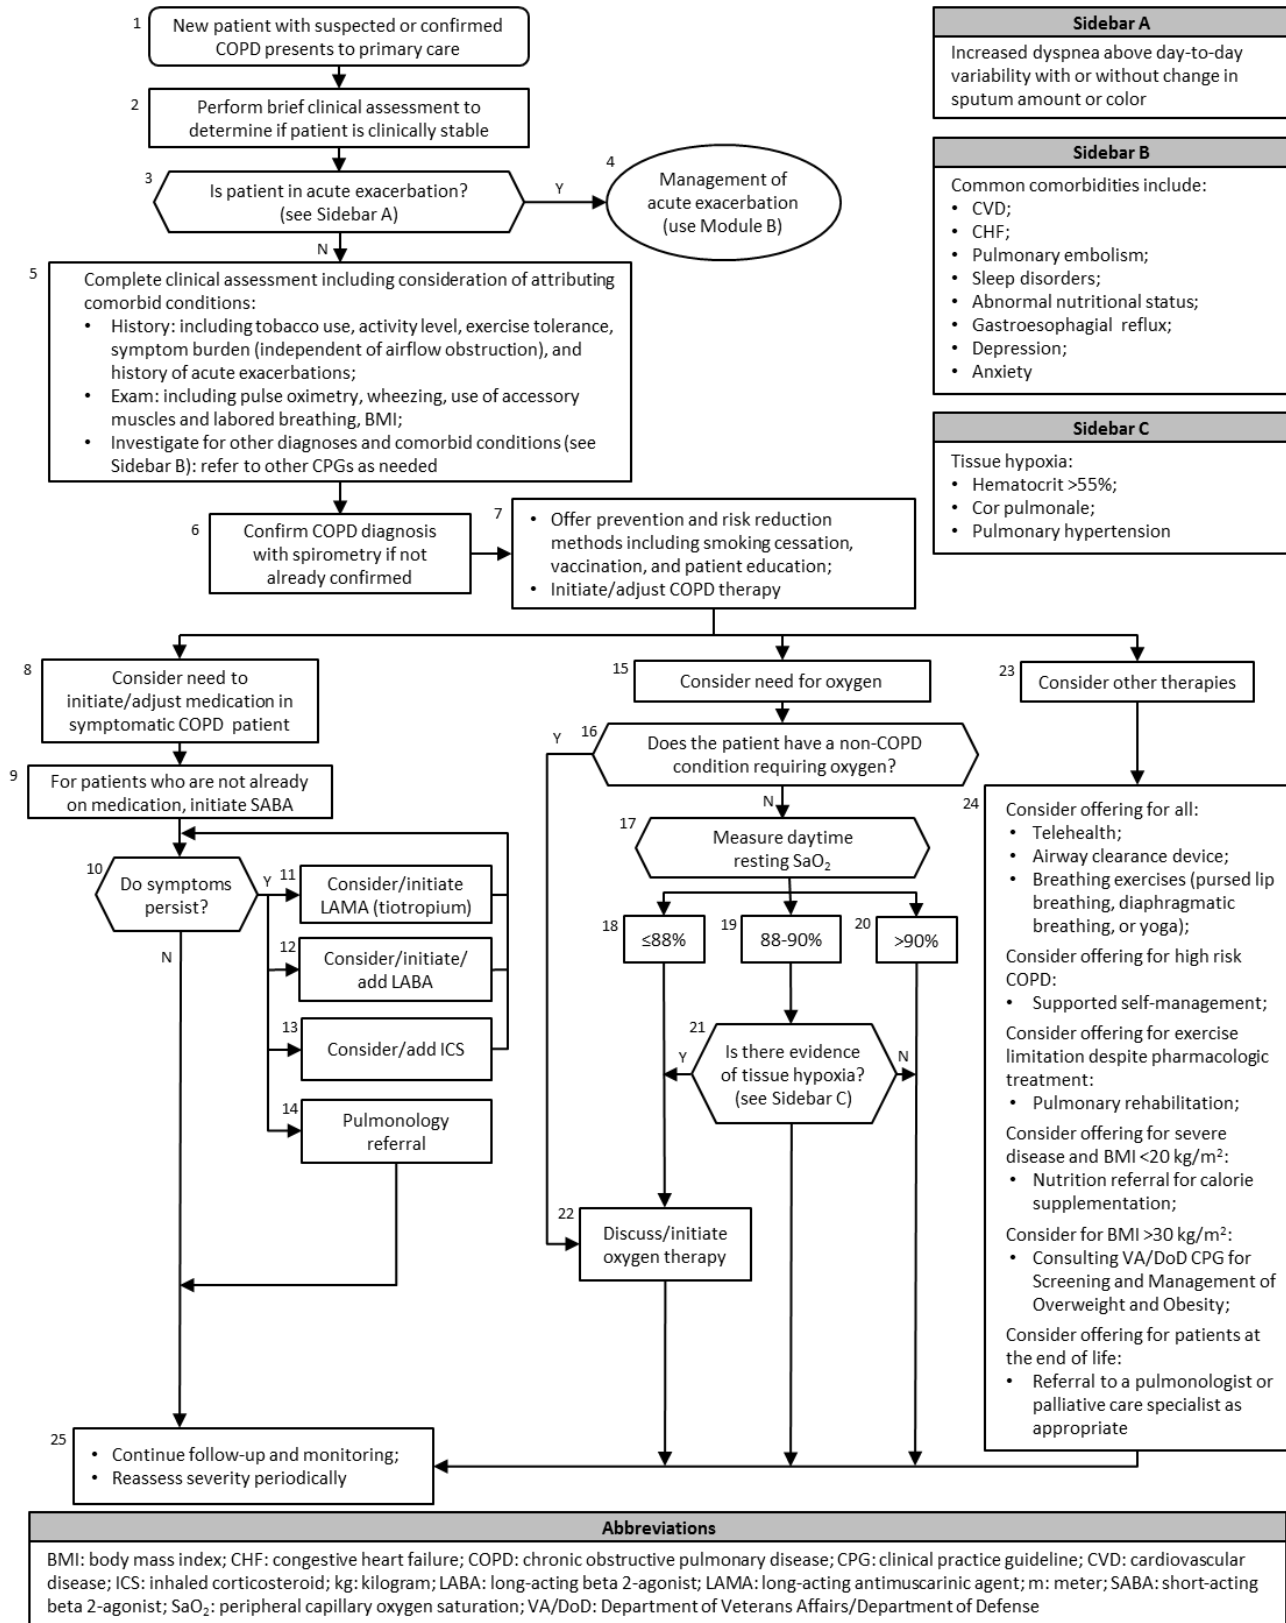 1
New patient with suspected or confirmed
COPD presents to primary care
2
Perform brief clinical assessment to
determine if patient is clinically stable
3
Is patient in acute exacerbation?
(see Sidebar A)
Y
N
4
Management of
acute exacerbation
(use Module B)
5
Complete clinical assessment including consideration of attributing
comorbid conditions:
• History: including tobacco use, activity level, exercise tolerance,
symptom burden (independent of airflow obstruction), and
history of acute exacerbations;
• Exam: including pulse oximetry, wheezing, use of accessory
muscles and labored breathing, BMI;
• Investigate for other diagnoses and comorbid conditions (see
Sidebar B): refer to other CPGs as needed
6
Confirm COPD diagnosis
with spirometry if not
already confirmed
7
• Offer prevention and risk reduction
methods including smoking cessation,
vaccination, and patient education;
• Initiate/adjust COPD therapy
Sidebar A
Increased dyspnea above day-to-day
variability with or without change in
sputum amount or color
Sidebar B
Common comorbidities include:
• CVD;
• CHF;
• Pulmonary embolism;
• Sleep disorders;
• Abnormal nutritional status;
• Gastroesophagial reflux;
• Depression;
• Anxiety
Sidebar C
Tissue hypoxia:
• Hematocrit >55%;
• Cor pulmonale;
• Pulmonary hypertension
8
Consider need to
initiate/adjust medication in
symptomatic COPD patient
9
For patients who are not already
on medication, initiate SABA
10
Do symptoms
persist?
Y
N
11
Consider/initiate
LAMA (tiotropium)
12
Consider/initiate/
add LABA
13
Consider/add ICS
14
Pulmonology
referral
15
Consider need for oxygen
16
Does the patient have a non-COPD
condition requiring oxygen?
Y
N
17
Measure daytime
resting SaO₂
18
≤88%
19
88-90%
20
>90%
21
Is there evidence
of tissue hypoxia?
(see Sidebar C)
Y
N
22
Discuss/initiate
oxygen therapy
23
Consider other therapies
24
Consider offering for all:
• Telehealth;
• Airway clearance device;
• Breathing exercises (pursed lip
breathing, diaphragmatic
breathing, or yoga);
Consider offering for high risk
COPD:
• Supported self-management;
Consider offering for exercise
limitation despite pharmacologic
treatment:
• Pulmonary rehabilitation;
Consider offering for severe
disease and BMI <20 kg/m²:
• Nutrition referral for calorie
supplementation;
Consider for BMI >30 kg/m²:
• Consulting VA/DoD CPG for
Screening and Management of
Overweight and Obesity;
Consider offering for patients at
the end of life:
• Referral to a pulmonologist or
palliative care specialist as
appropriate
25
• Continue follow-up and monitoring;
• Reassess severity periodically
Abbreviations
BMI: body mass index; CHF: congestive heart failure; COPD: chronic obstructive pulmonary disease; CPG: clinical practice guideline; CVD: cardiovascular
disease; ICS: inhaled corticosteroid; kg: kilogram; LABA: long-acting beta 2-agonist; LAMA: long-acting antimuscarinic agent; m: meter; SABA: short-acting
beta 2-agonist; SaO₂: peripheral capillary oxygen saturation; VA/DoD: Department of Veterans Affairs/Department of Defense